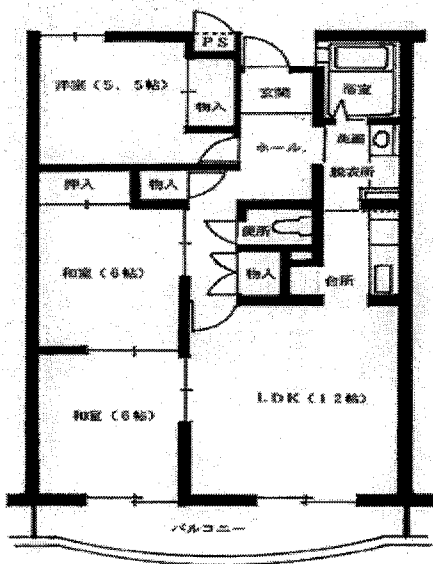 PS
洋室(5.5帖)
物入
玄関
浴室
ホール
洗面
脱衣所
押入
物入
便所
和室(6帖)
物入
台所
LDK(12帖)
和室(6帖)
バルコニー